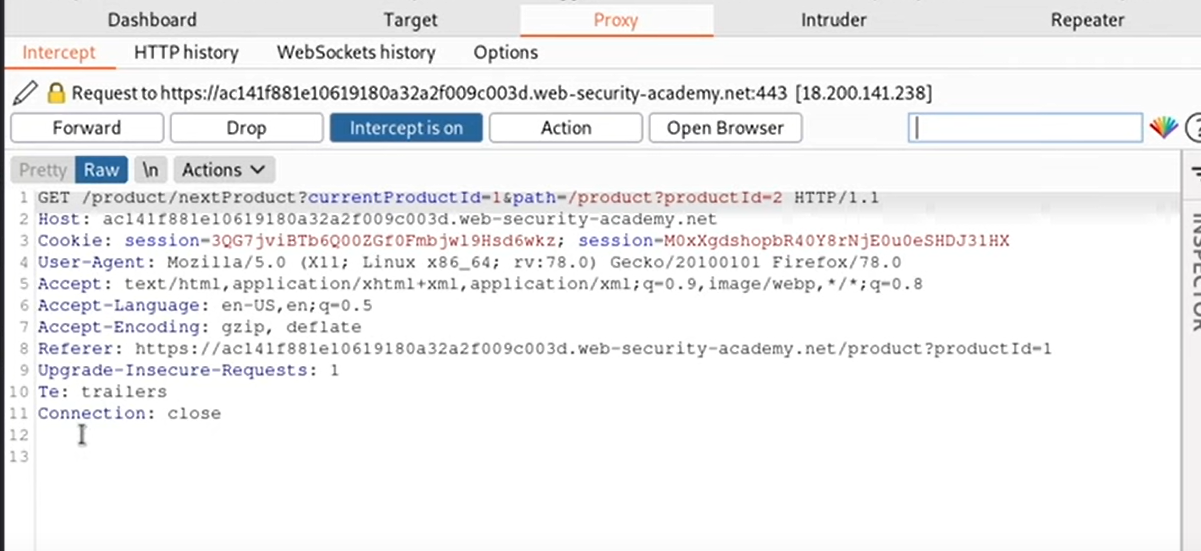 Dashboard Target Proxy Intruder Repeater
Intercept HTTP history WebSockets history Options
Request to https://ac141f881e10619180a32a2f009c003d.web-security-academy.net:443 [18.200.141.238]
Forward Drop Intercept is on Action Open Browser
Pretty Raw \n Actions
1 GET /product/nextProduct?currentProductId=1&path=/product?productId=2 HTTP/1.1
2 Host: ac141f881e10619180a32a2f009c003d.web-security-academy.net
3 Cookie: session=3QG7jviBTb6Q00ZGf0Fmbjwl9Hsd6wkz; session=M0xXgdshopbR40Y8rNjE0u0eSHDJ31HX
4 User-Agent: Mozilla/5.0 (X11; Linux x86_64; rv:78.0) Gecko/20100101 Firefox/78.0
5 Accept: text/html,application/xhtml+xml,application/xml;q=0.9,image/webp,*/*;q=0.8
6 Accept-Language: en-US,en;q=0.5
7 Accept-Encoding: gzip, deflate
8 Referer: https://ac141f881e10619180a32a2f009c003d.web-security-academy.net/product?productId=1
9 Upgrade-Insecure-Requests: 1
10 Te: trailers
11 Connection: close
12
13
INSPECTOR